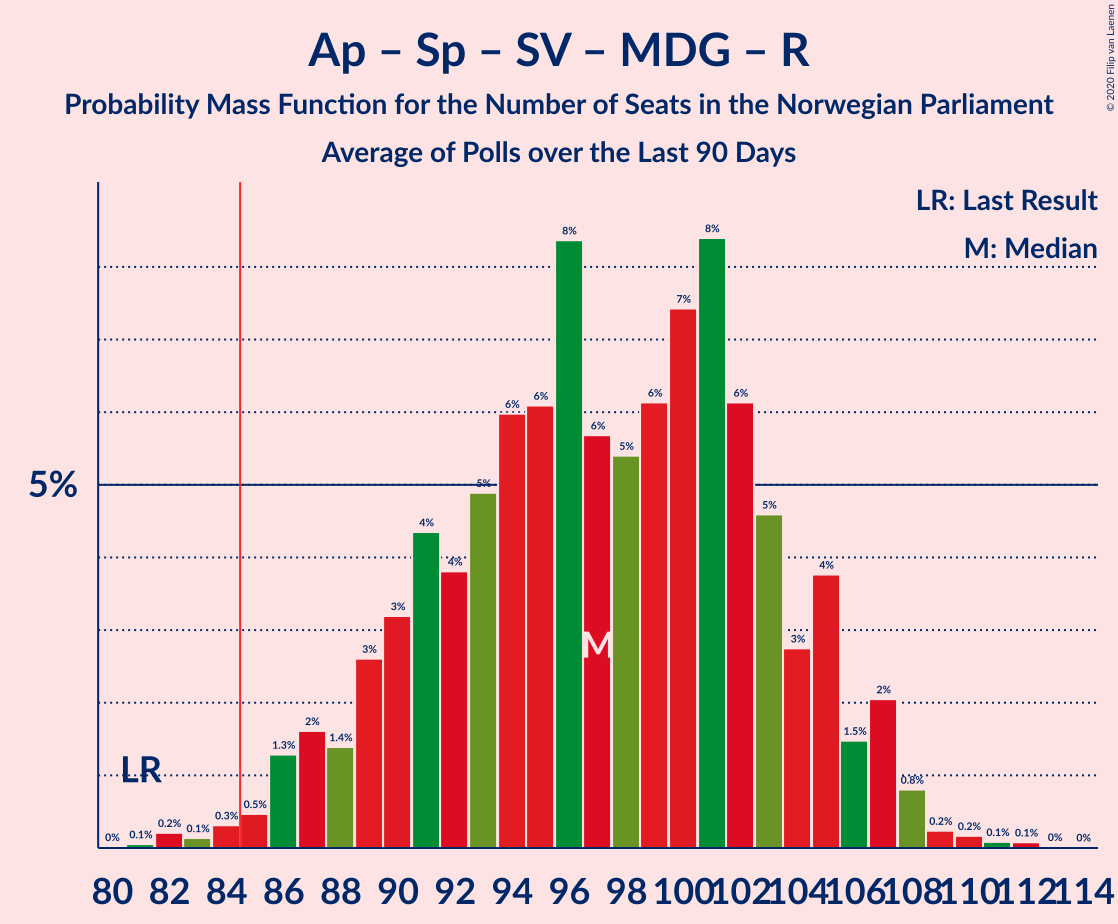 Ap – Sp – SV – MDG – R
Probability Mass Function for the Number of Seats in the Norwegian Parliament
Average of Polls over the Last 90 Days
© 2020 Filip van Laenen
LR: Last Result
M: Median
5%
LR
M
0% 0.1% 0.2% 0.1% 0.3% 0.5% 1.3% 2% 1.4% 3% 3% 4% 4% 5% 6% 6% 8% 6% 5% 6% 7% 8% 6% 5% 3% 4% 1.5% 2% 0.8% 0.2% 0.2% 0.1% 0.1% 0% 0%
80 82 84 86 88 90 92 94 96 98 100 102 104 106 108 110 112 114